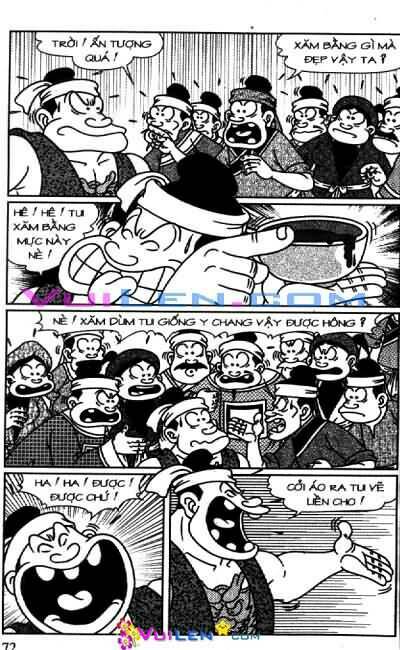 TRỜI! ẤN TƯỢNG
QUÁ!
XĂM BẰNG GÌ MÀ
ĐẸP VẬY TA?
HÊ! HÊ! TUI
XĂM BẰNG
MỰC NÀY
NÈ!
VUILEN.COM
NÈ! XĂM DÙM TUI GIỐNG Y CHANG VẬY ĐƯỢC HÔNG?
HA! HA! ĐƯỢC!
ĐƯỢC CHỨ!
CỞI ÁO RA TUI VẼ
LIỀN CHO!
72
VUILEN.COM